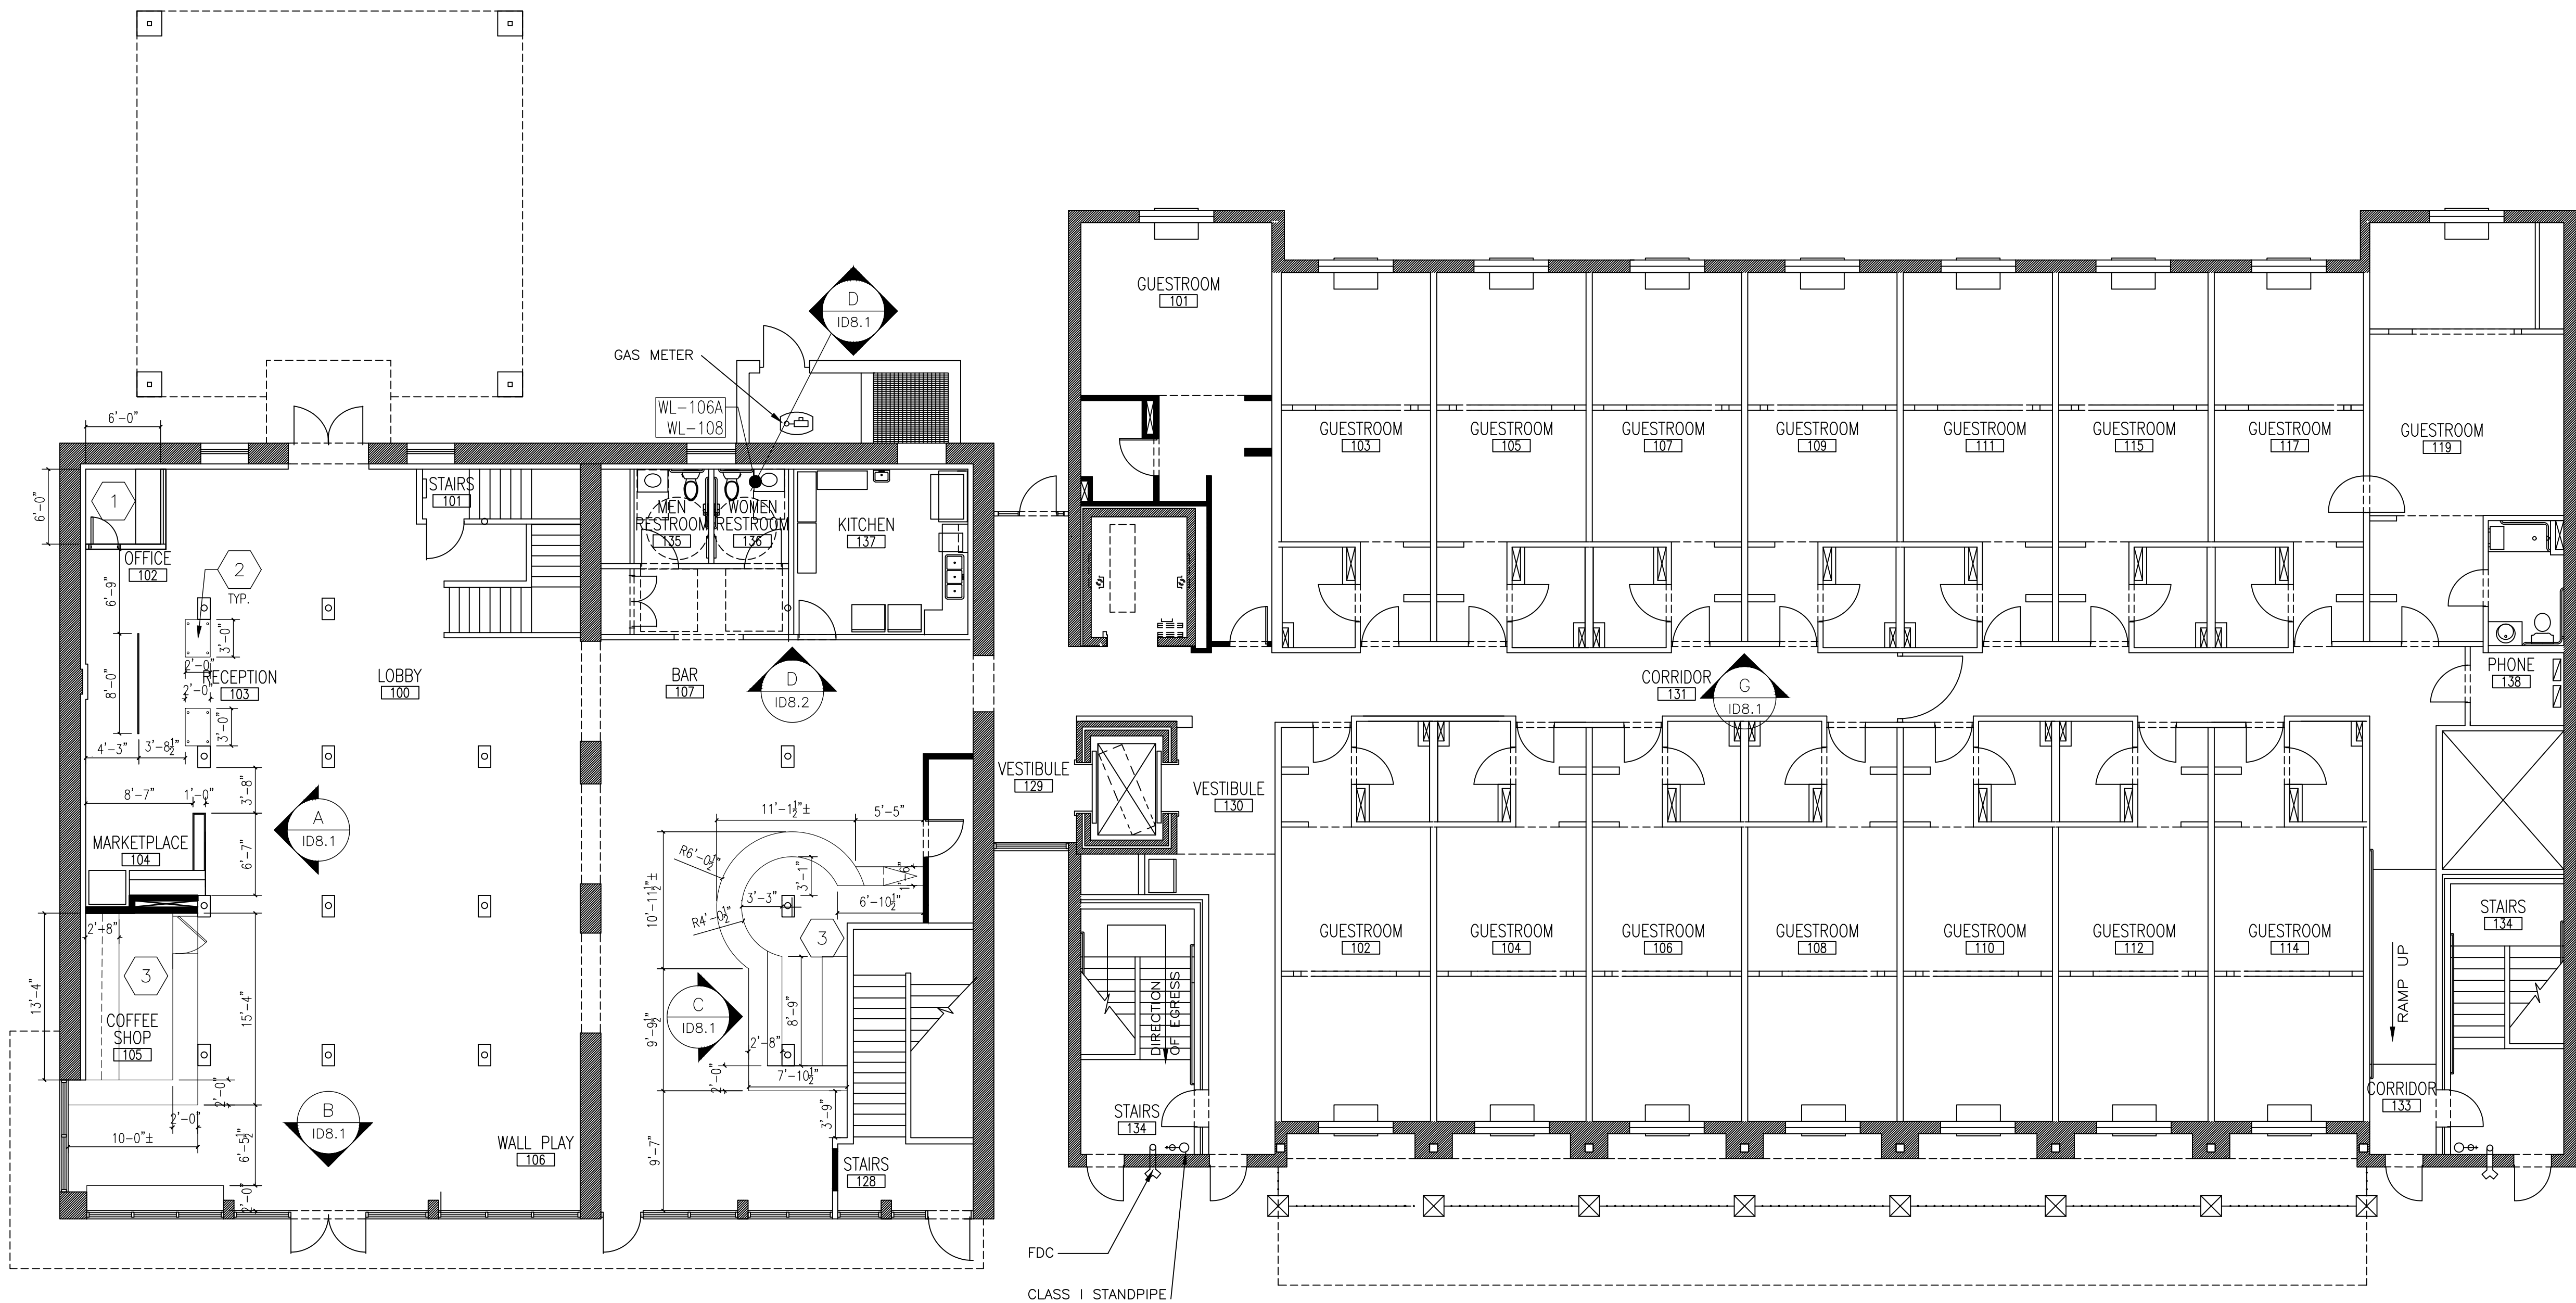 D
ID8.1
GAS METER
WL-106A
WL-108
6'-0"
6'-0"
1
OFFICE
102
2
TYP.
6'-9"
3'-0"
2'-0"
RECEPTION
103
8'-0"
2'-0"
3'-0"
4'-3"
3'-8½"
3'-8"
8'-7"
1'-0"
MARKETPLACE
104
6'-7"
A
ID8.1
LOBBY
100
STAIRS
101
2'-8"
3
13'-4"
15'-4"
COFFEE
SHOP
105
2'-0"
2'-0"
10-0"±
6'-5½"
2'-0"
B
ID8.1
WALL PLAY
106
MEN
RESTROOM
135
WOMEN
RESTROOM
136
KITCHEN
137
BAR
107
D
ID8.2
11'-1½"±
5'-5"
R6'-0½"
3'-1"
1'-6"
10'-11½"±
3'-3"
6'-10½"
R4'-0½"
3
C
ID8.1
9'-9½"
8'-9"
2'-8"
2'-0"
7'-10½"
3'-9"
9'-7"
STAIRS
128
VESTIBULE
129
VESTIBULE
130
GUESTROOM
101
GUESTROOM
103
GUESTROOM
105
GUESTROOM
107
GUESTROOM
109
GUESTROOM
111
GUESTROOM
115
GUESTROOM
117
GUESTROOM
119
CORRIDOR
131
G
ID8.1
PHONE
138
GUESTROOM
102
GUESTROOM
104
GUESTROOM
106
GUESTROOM
108
GUESTROOM
110
GUESTROOM
112
GUESTROOM
114
STAIRS
134
RAMP UP
DIRECTION
OF EGRESS
STAIRS
134
CORRIDOR
133
FDC
CLASS I STANDPIPE